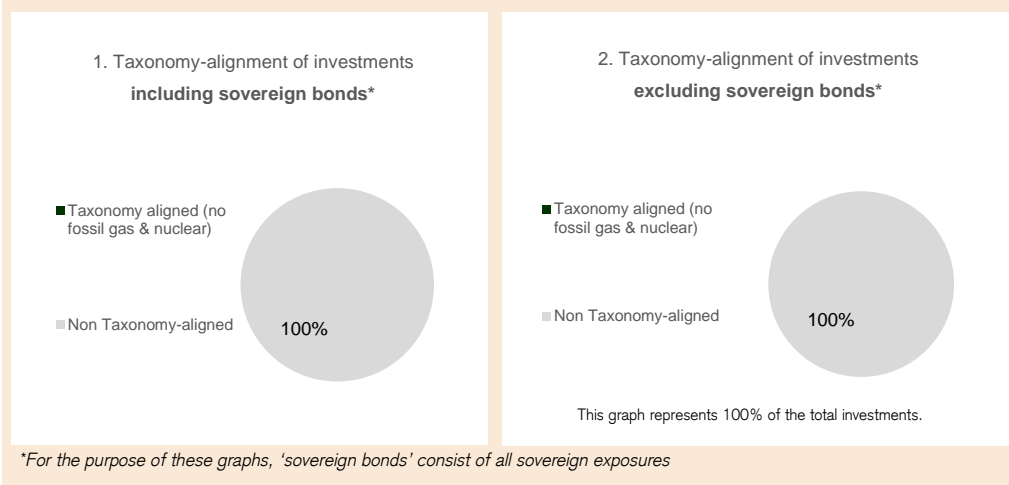 1. Taxonomy-alignment of investments
including sovereign bonds*
Taxonomy aligned (no
fossil gas & nuclear)
Non Taxonomy-aligned
100%
2. Taxonomy-alignment of investments
excluding sovereign bonds*
Taxonomy aligned (no
fossil gas & nuclear)
Non Taxonomy-aligned
100%
This graph represents 100% of the total investments.
*For the purpose of these graphs, ‘sovereign bonds’ consist of all sovereign exposures